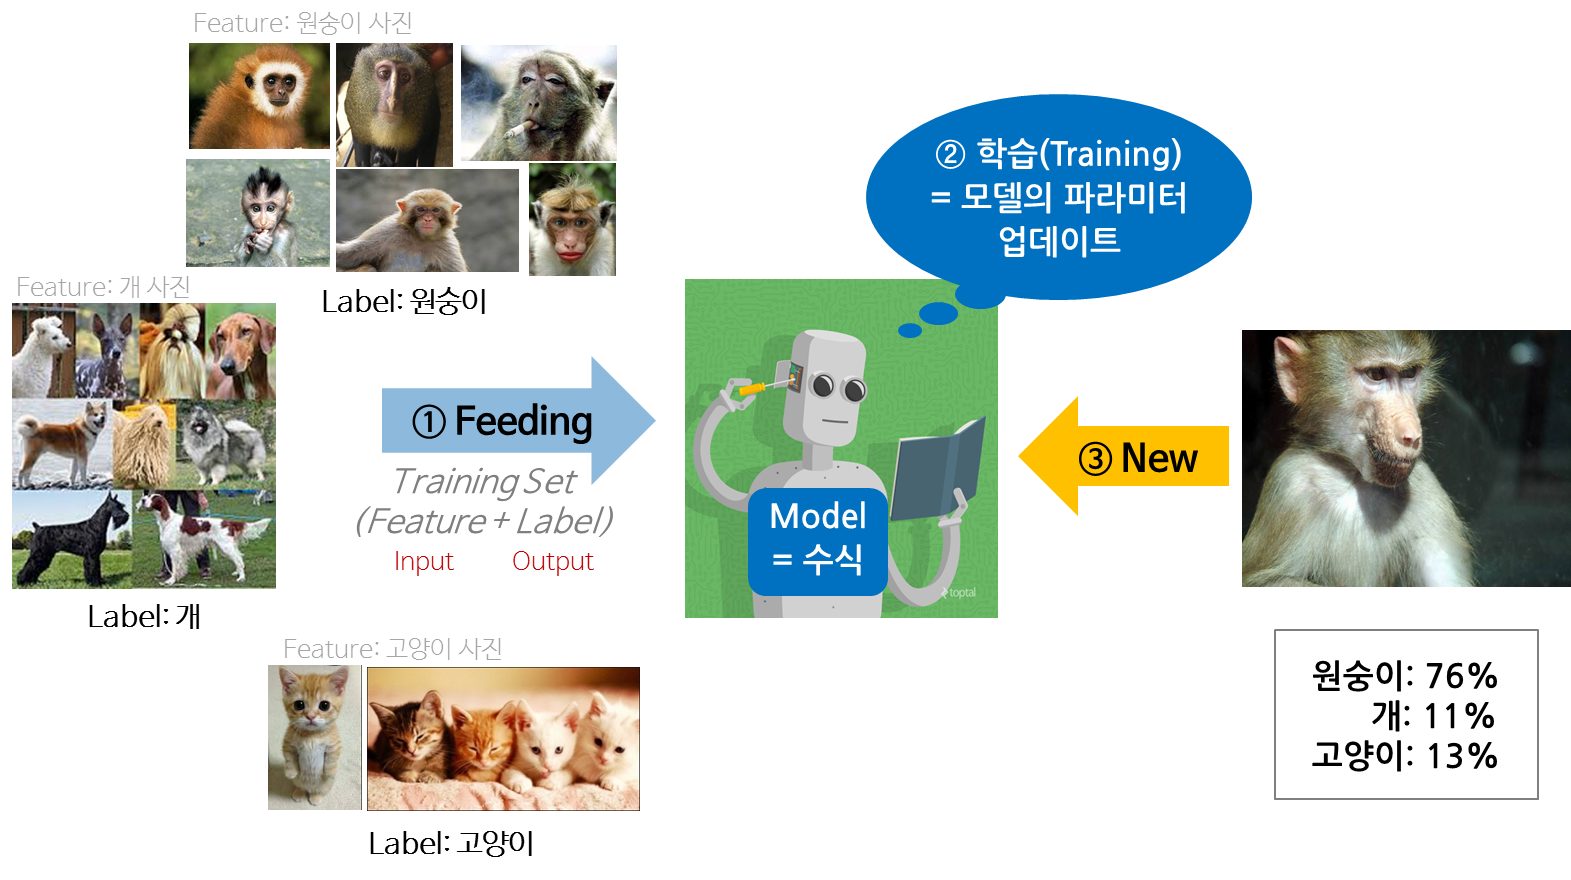 Feature: 원숭이 사진
Label: 원숭이
Feature: 개 사진
Label: 개
Feature: 고양이 사진
Label: 고양이
① Feeding
Training Set
(Feature + Label)
Input Output
② 학습(Training)
= 모델의 파라미터
업데이트
Model
= 수식
toptal
③ New
원숭이: 76%
개: 11%
고양이: 13%